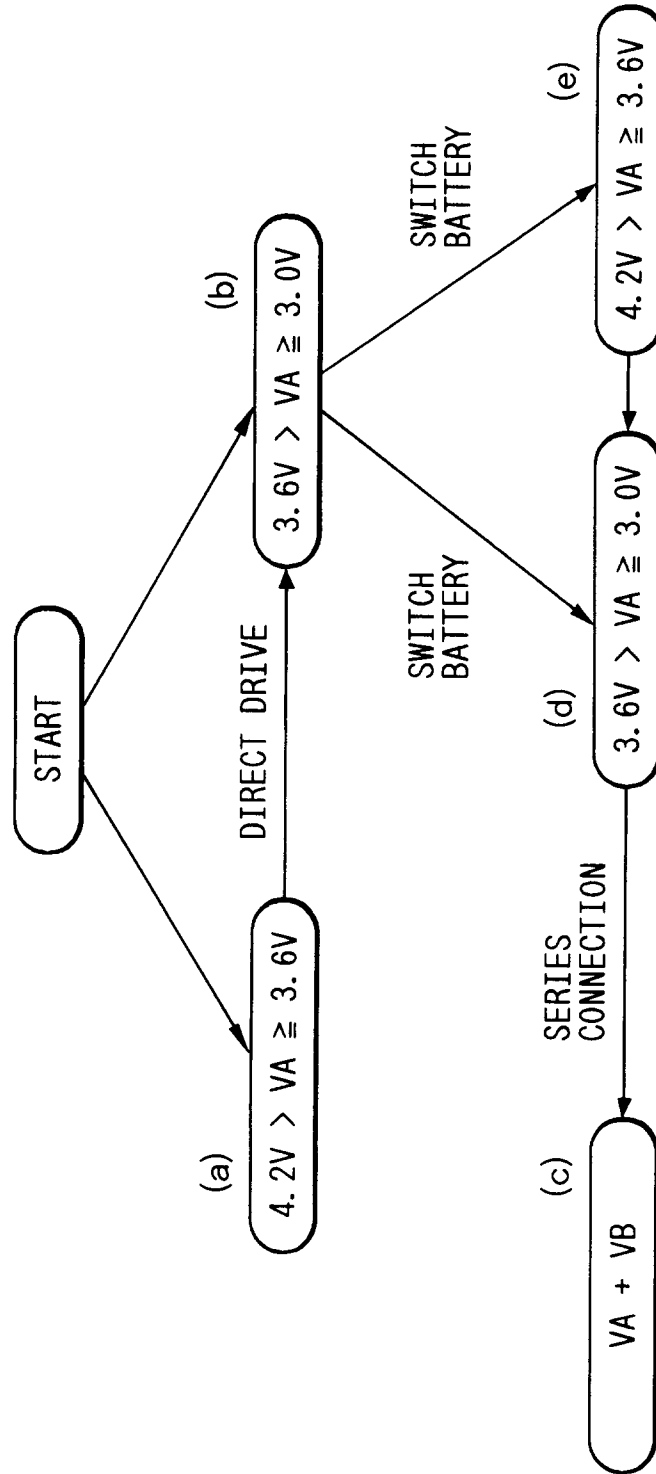 START
(a)
4.2V > VA ≧ 3.6V
DIRECT DRIVE
(b)
3.6V > VA ≧ 3.0V
SWITCH
BATTERY
SWITCH
BATTERY
(c)
VA + VB
SERIES
CONNECTION
(d)
3.6V > VA ≧ 3.0V
(e)
4.2V > VA ≧ 3.6V